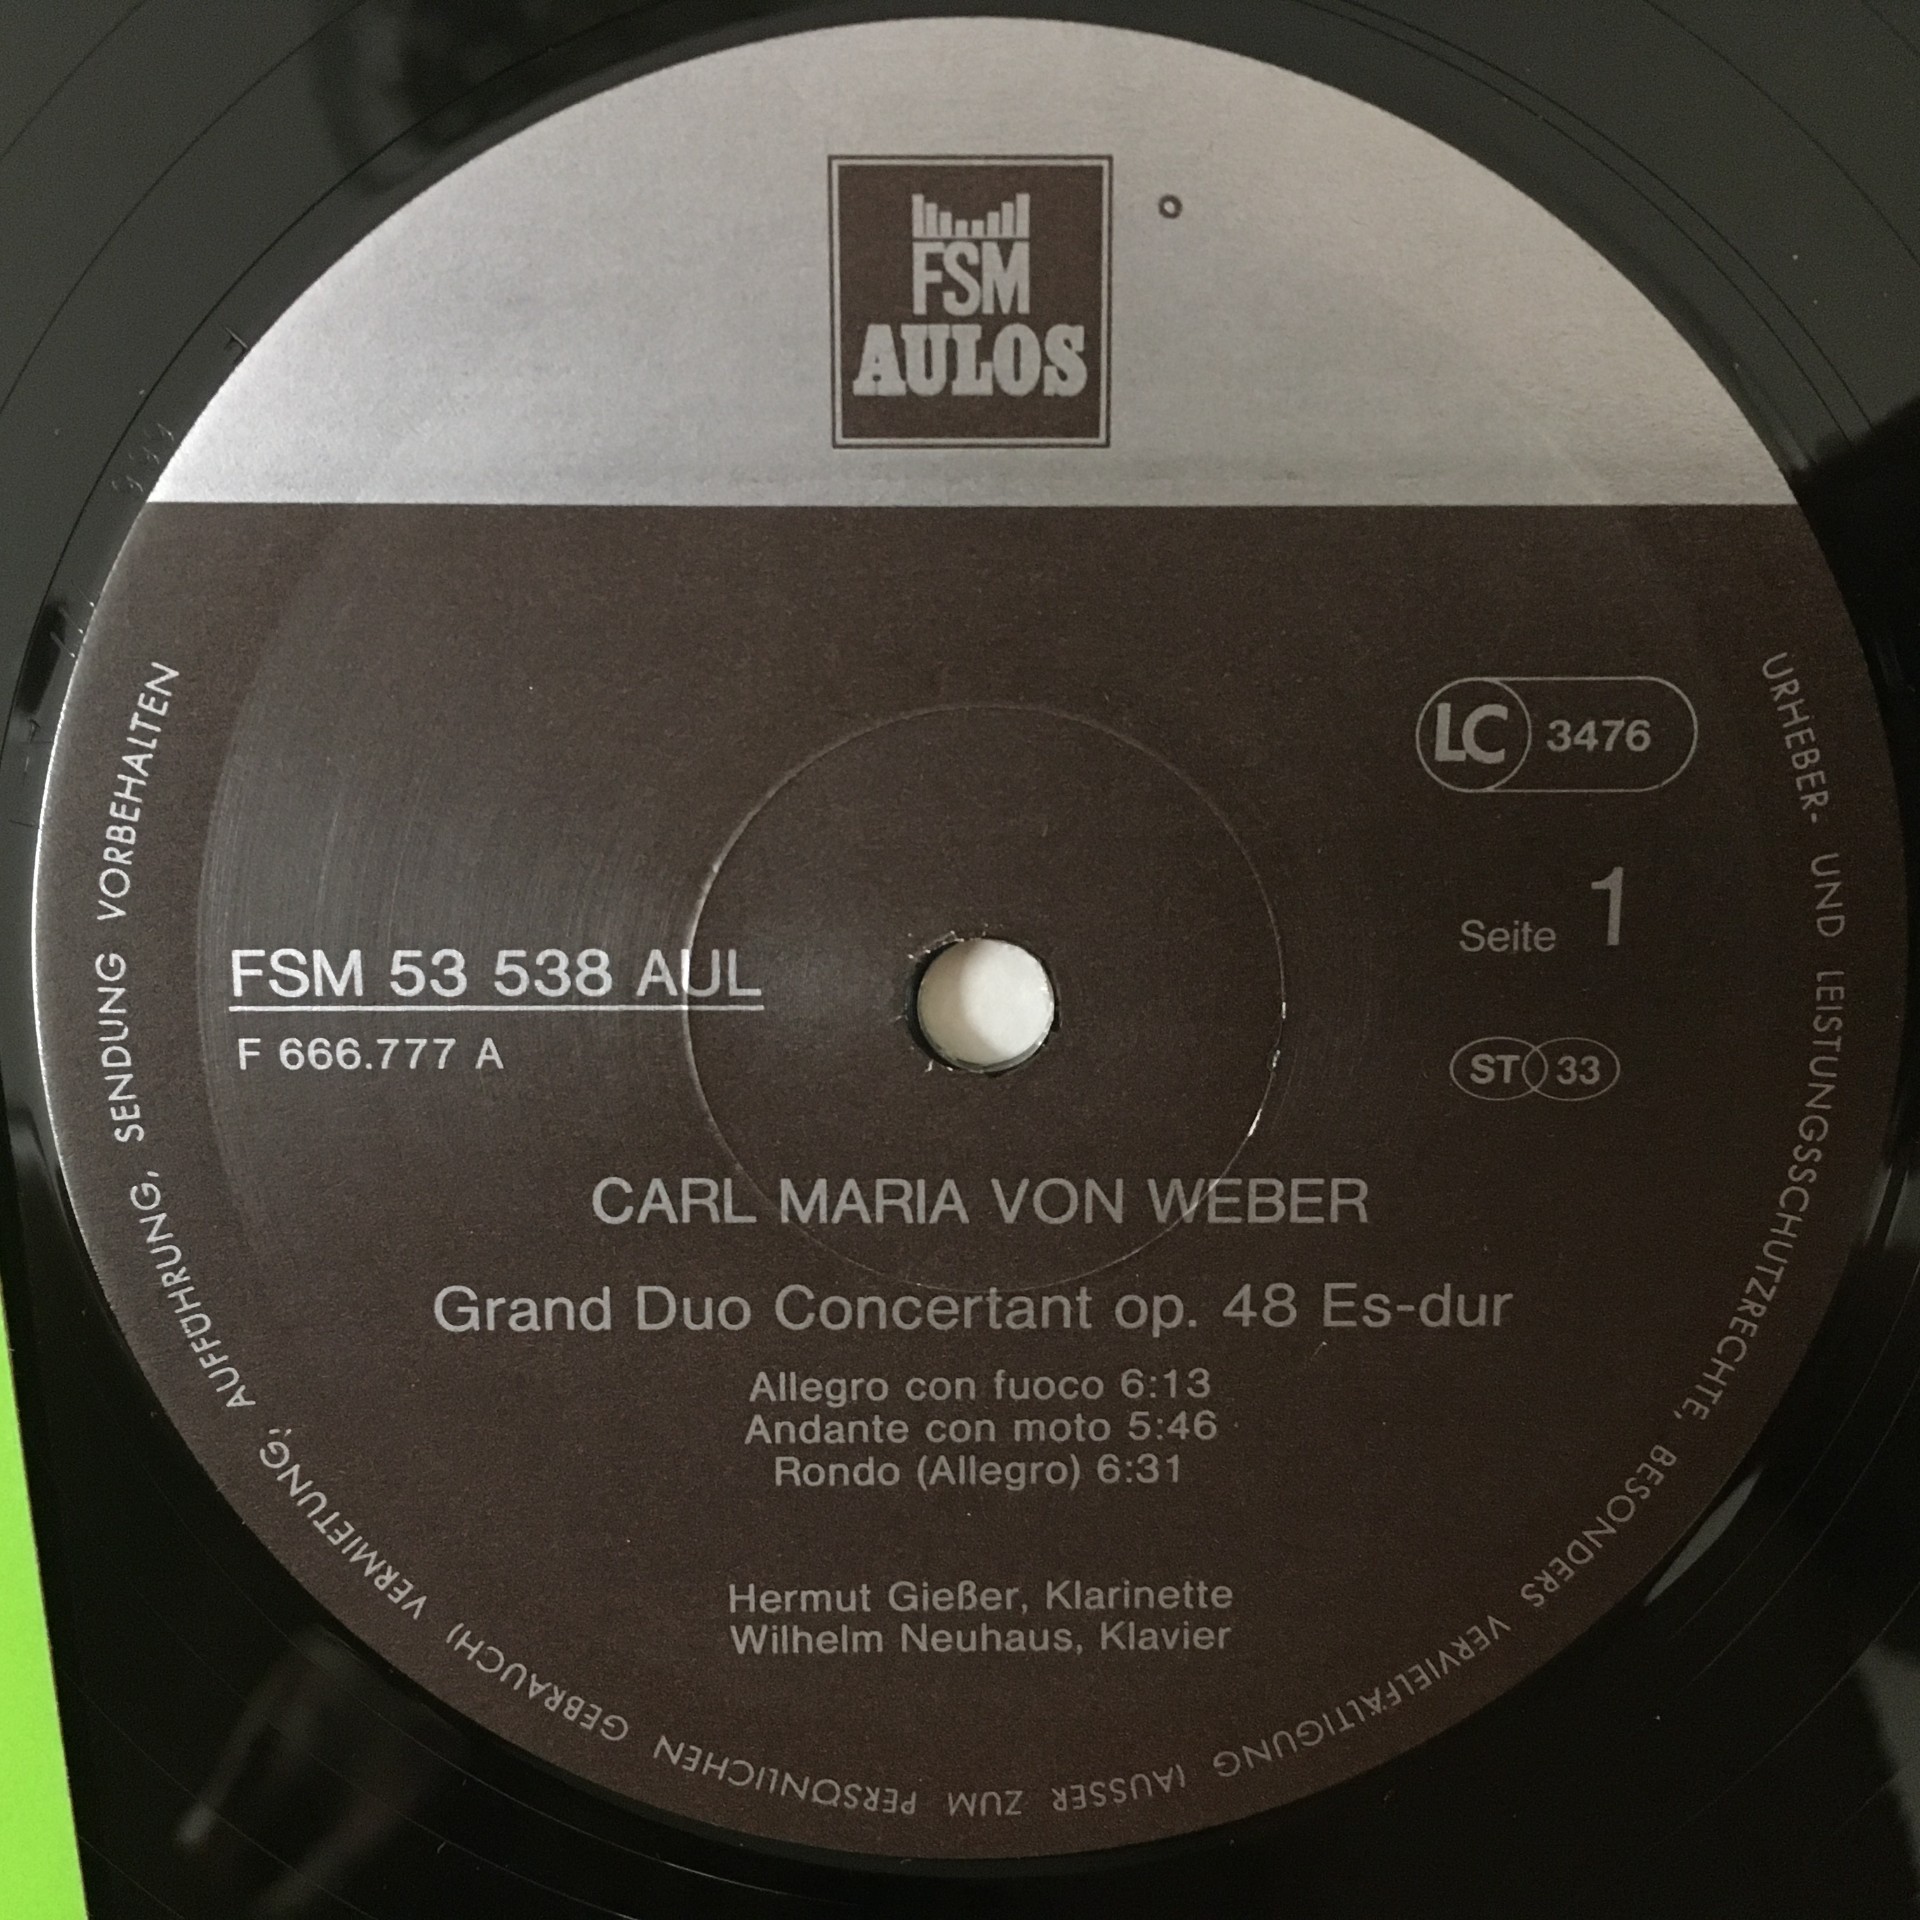 FSM
AULOS
LC 3476
Seite 1
FSM 53 538 AUL
F 666.777 A
ST 33
CARL MARIA VON WEBER
Grand Duo Concertant op. 48 Es-dur
Allegro con fuoco 6:13
Andante con moto 5:46
Rondo (Allegro) 6:31
Hermut Gießer, Klarinette
Wilhelm Neuhaus, Klavier
URHEBER- UND LEISTUNGSSCHUTZRECHTE, BESONDERS VERVIELFÄLTIGUNG (AUSSER ZUM PERSÖNLICHEN GEBRAUCH) VERMIETUNG, AUFFÜHRUNG, SENDUNG VORBEHALTEN